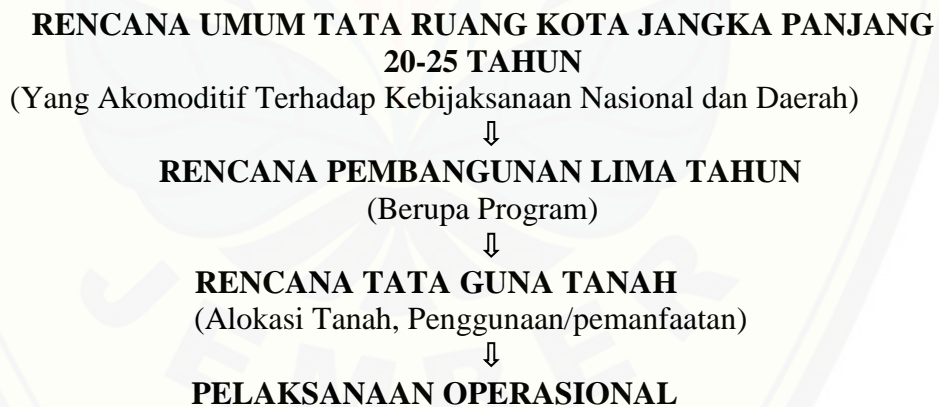 RENCANA UMUM TATA RUANG KOTA JANGKA PANJANG
20-25 TAHUN
(Yang Akomoditif Terhadap Kebijaksanaan Nasional dan Daerah)
⇩
RENCANA PEMBANGUNAN LIMA TAHUN
(Berupa Program)
⇩
RENCANA TATA GUNA TANAH
(Alokasi Tanah, Penggunaan/pemanfaatan)
⇩
PELAKSANAAN OPERASIONAL
JEMBER